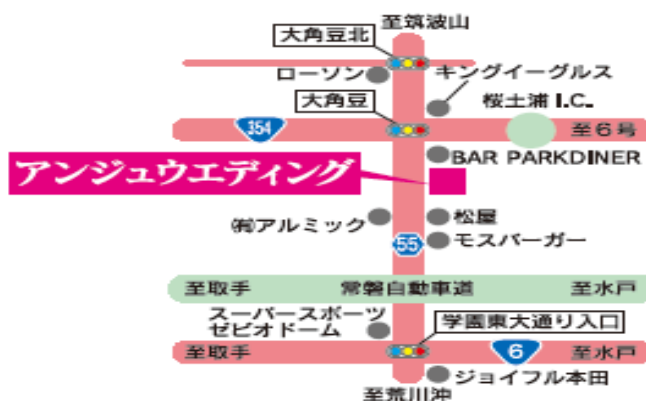 至筑波山
大角豆北
ローソン
キングイーグルス
大角豆
桜土浦I.C.
354
至6号
BAR PARKDINER
アンジュウエディング
㈲アルミック
松屋
55
モスバーガー
至取手
常磐自動車道
至水戸
スーパースポーツ
ゼビオドーム
学園東大通り入口
至取手
6
至水戸
ジョイフル本田
至荒川沖